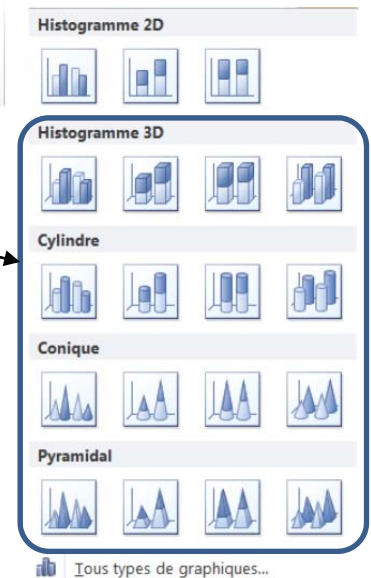 Histogramme 2D
Histogramme 3D
Cylindre
Conique
Pyramidal
Tous types de graphiques...